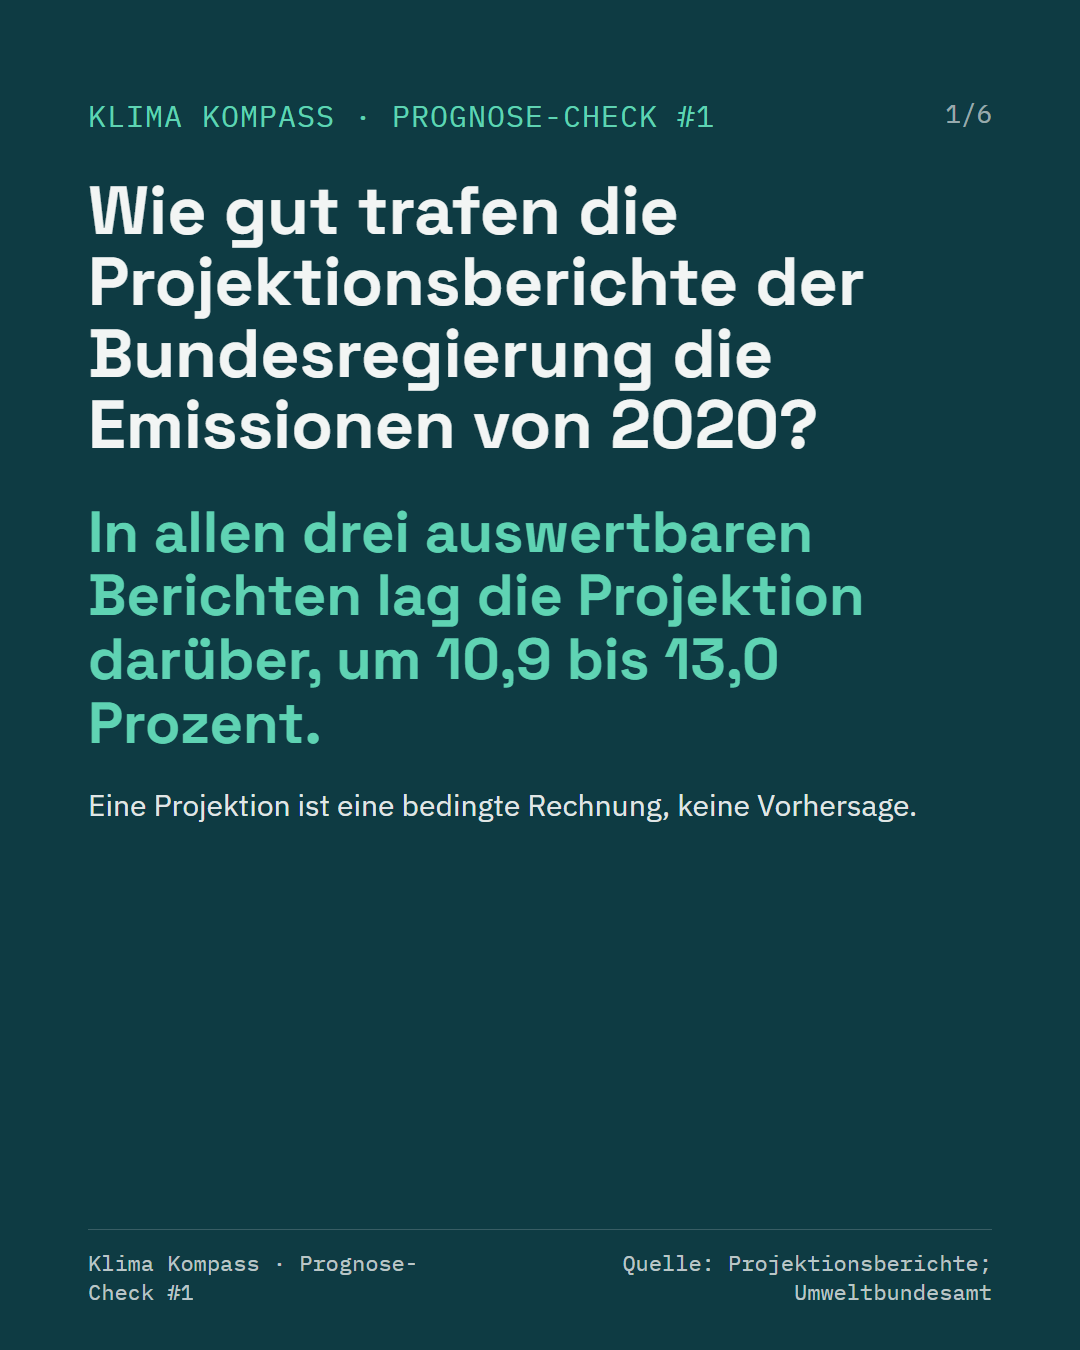 KLIMA KOMPASS · PROGNOSE-CHECK #1
1/6
Wie gut trafen die
Projektionsberichte der
Bundesregierung die
Emissionen von 2020?
In allen drei auswertbaren
Berichten lag die Projektion
darüber, um 10,9 bis 13,0
Prozent.
Eine Projektion ist eine bedingte Rechnung, keine Vorhersage.
Klima Kompass · Prognose-
Check #1
Quelle: Projektionsberichte;
Umweltbundesamt